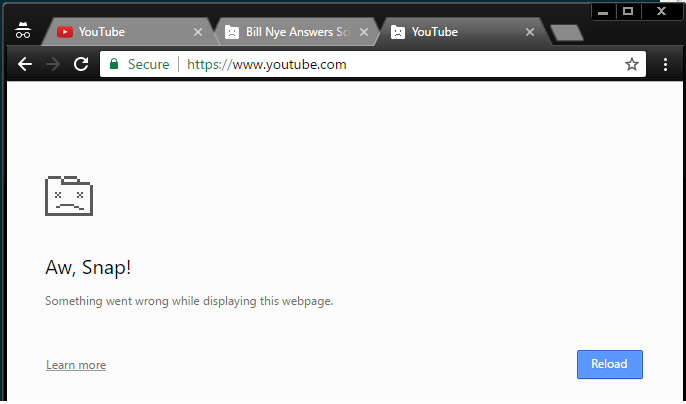 YouTube
Bill Nye Answers Sci
YouTube
Secure
https://www.youtube.com
Aw, Snap!
Something went wrong while displaying this webpage.
Learn more
Reload